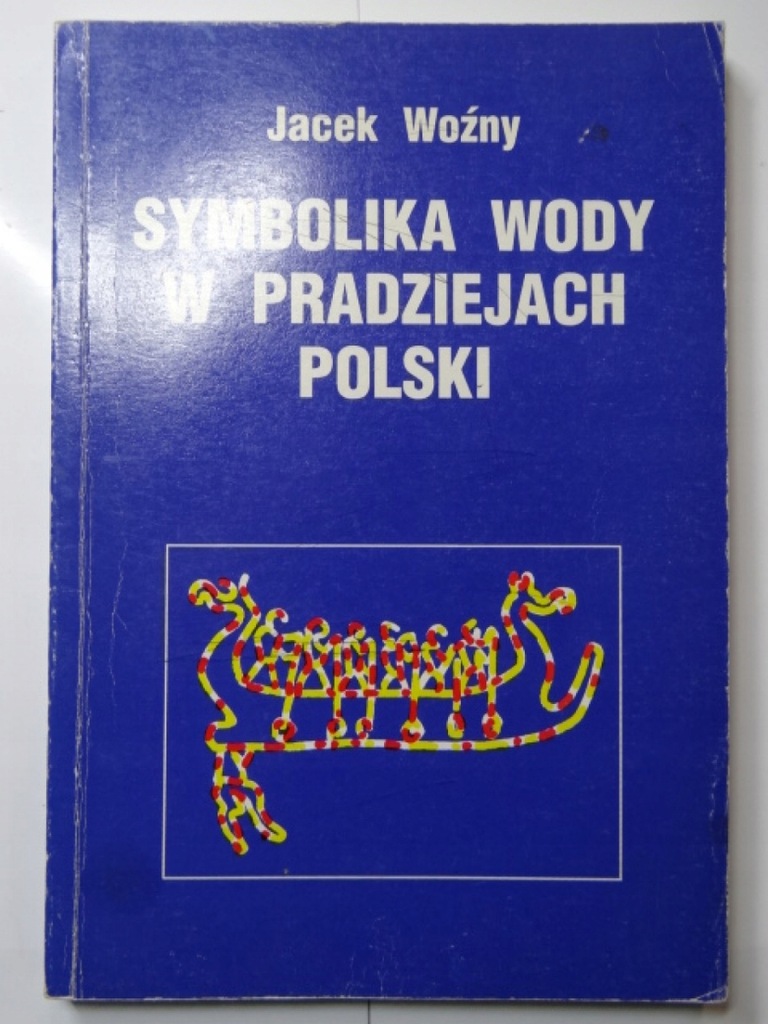 Jacek Woźny
SYMBOLIKA WODY
W PRADZIEJACH
POLSKI